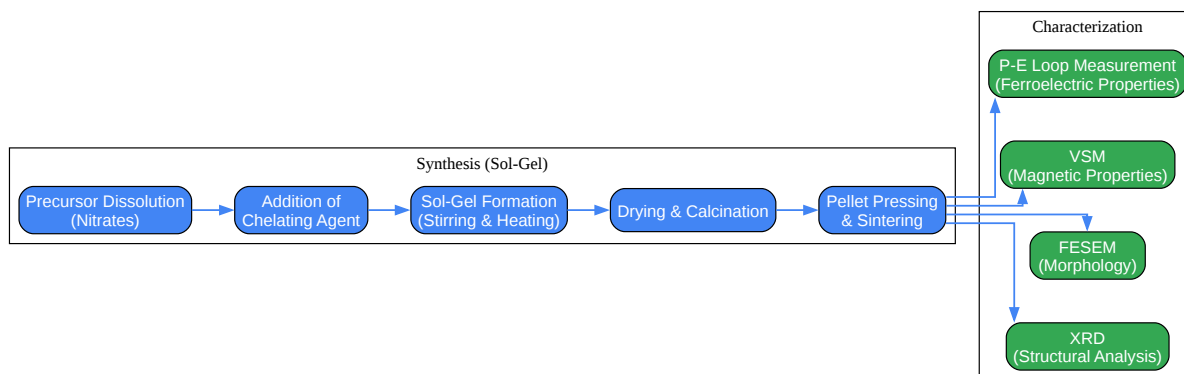 Synthesis (Sol-Gel)
Precursor Dissolution
(Nitrates)
Addition of
Chelating Agent
Sol-Gel Formation
(Stirring & Heating)
Drying & Calcination
Pellet Pressing
& Sintering
Characterization
P-E Loop Measurement
(Ferroelectric Properties)
VSM
(Magnetic Properties)
FESEM
(Morphology)
XRD
(Structural Analysis)